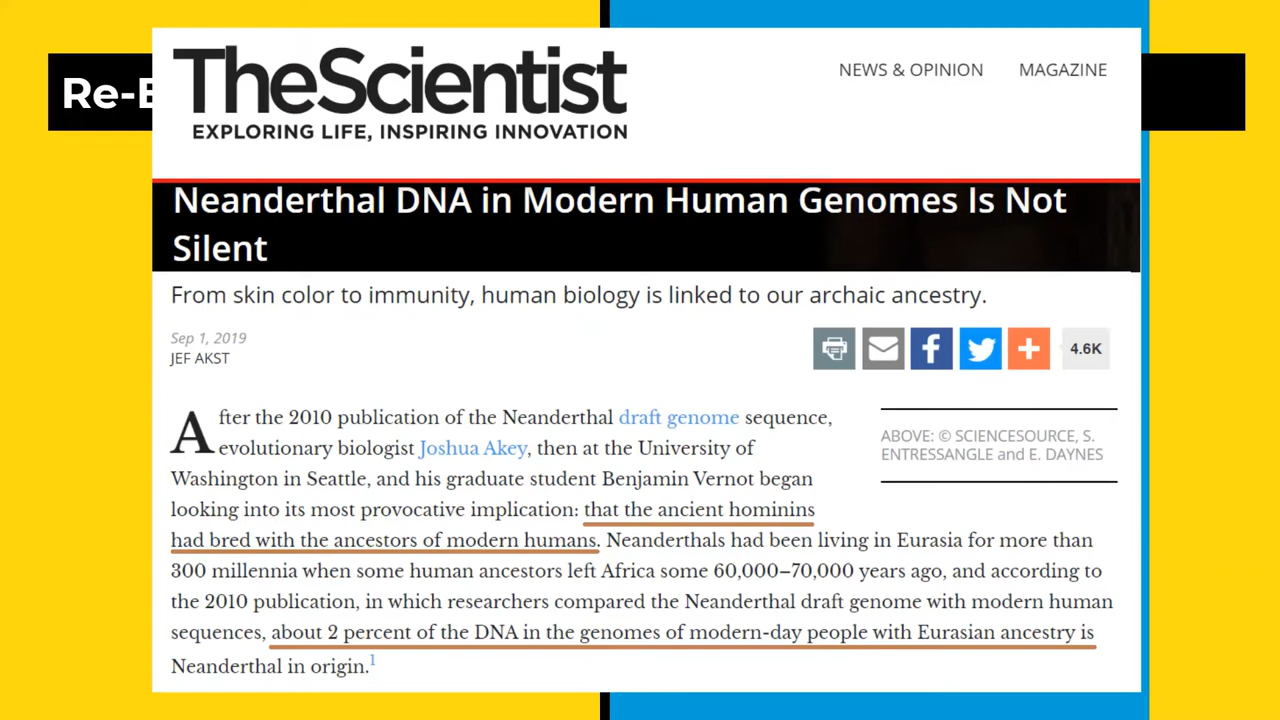 Re-E
TheScientist
EXPLORING LIFE, INSPIRING INNOVATION
NEWS & OPINION MAGAZINE
Neanderthal DNA in Modern Human Genomes Is Not
Silent
From skin color to immunity, human biology is linked to our archaic ancestry.
Sep 1, 2019
JEF AKST
4.6K
After the 2010 publication of the Neanderthal draft genome sequence,
evolutionary biologist Joshua Akey, then at the University of
Washington in Seattle, and his graduate student Benjamin Vernot began
looking into its most provocative implication: that the ancient hominins
had bred with the ancestors of modern humans. Neanderthals had been living in Eurasia for more than
300 millennia when some human ancestors left Africa some 60,000–70,000 years ago, and according to
the 2010 publication, in which researchers compared the Neanderthal draft genome with modern human
sequences, about 2 percent of the DNA in the genomes of modern-day people with Eurasian ancestry is
Neanderthal in origin.1
ABOVE: © SCIENCESOURCE, S.
ENTRESSANGLE and E. DAYNES